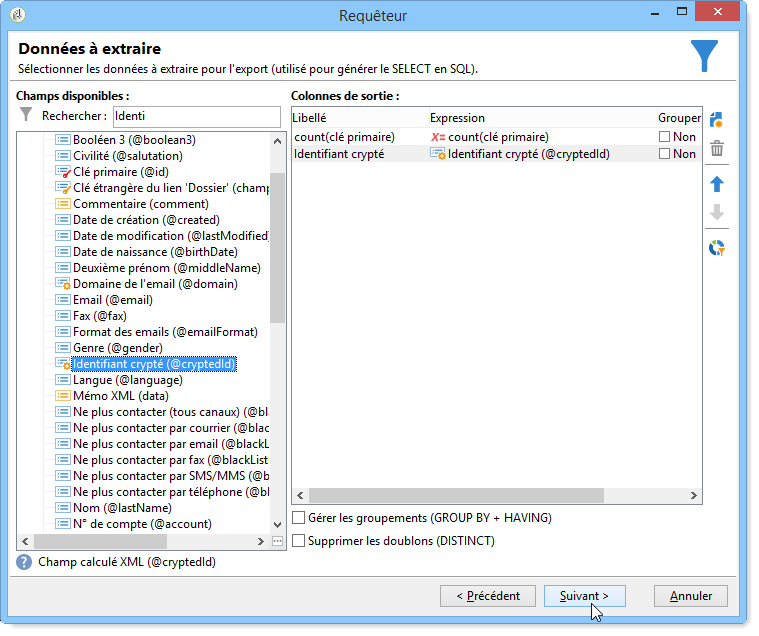 Requêteur
Données à extraire
Sélectionner les données à extraire pour l'export (utilisé pour générer le SELECT en SQL).
Champs disponibles :
Rechercher : Identi
Booléen 3 (@boolean3)
Civilité (@salutation)
Clé primaire (@id)
Clé étrangère du lien 'Dossier' (champ
Commentaire (comment)
Date de création (@created)
Date de modification (@lastModified)
Date de naissance (@birthDate)
Deuxième prénom (@middleName)
Domaine de l'email (@domain)
Email (@email)
Fax (@fax)
Format des emails (@emailFormat)
Genre (@gender)
Identifiant crypté (@cryptedId)
Langue (@language)
Mémo XML (data)
Ne plus contacter (tous canaux) (@bla
Ne plus contacter par courrier (@blac
Ne plus contacter par email (@blackL
Ne plus contacter par fax (@blackList
Ne plus contacter par SMS/MMS (@b
Ne plus contacter par téléphone (@bl
Nom (@lastName)
N° de compte (@account)
Champ calculé XML (@cryptedId)
Colonnes de sortie :
Libellé Expression Grouper
count(clé primaire) X= count(clé primaire) Non
Identifiant crypté Identifiant crypté (@cryptedId) Non
Gérer les groupements (GROUP BY + HAVING)
Supprimer les doublons (DISTINCT)
< Précédent Suivant > Annuler